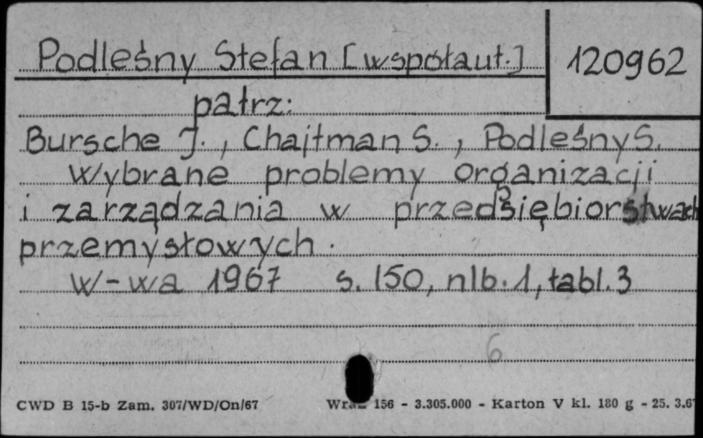 Podleśny Stefan [współaut.] 120962
patrz:
Bursche J., Chajtman S., Podleśny S.
Wybrane problemy organizacji
i zarządzania w przedsiębiorstwach
przemysłowych.
W-wa 1967 s. 150, nlb. 1, tabl. 3
6
CWD B 15-b Zam. 307/WD/On/67 156 - 3.305.000 - Karton V kl. 180 g - 25. 3.67